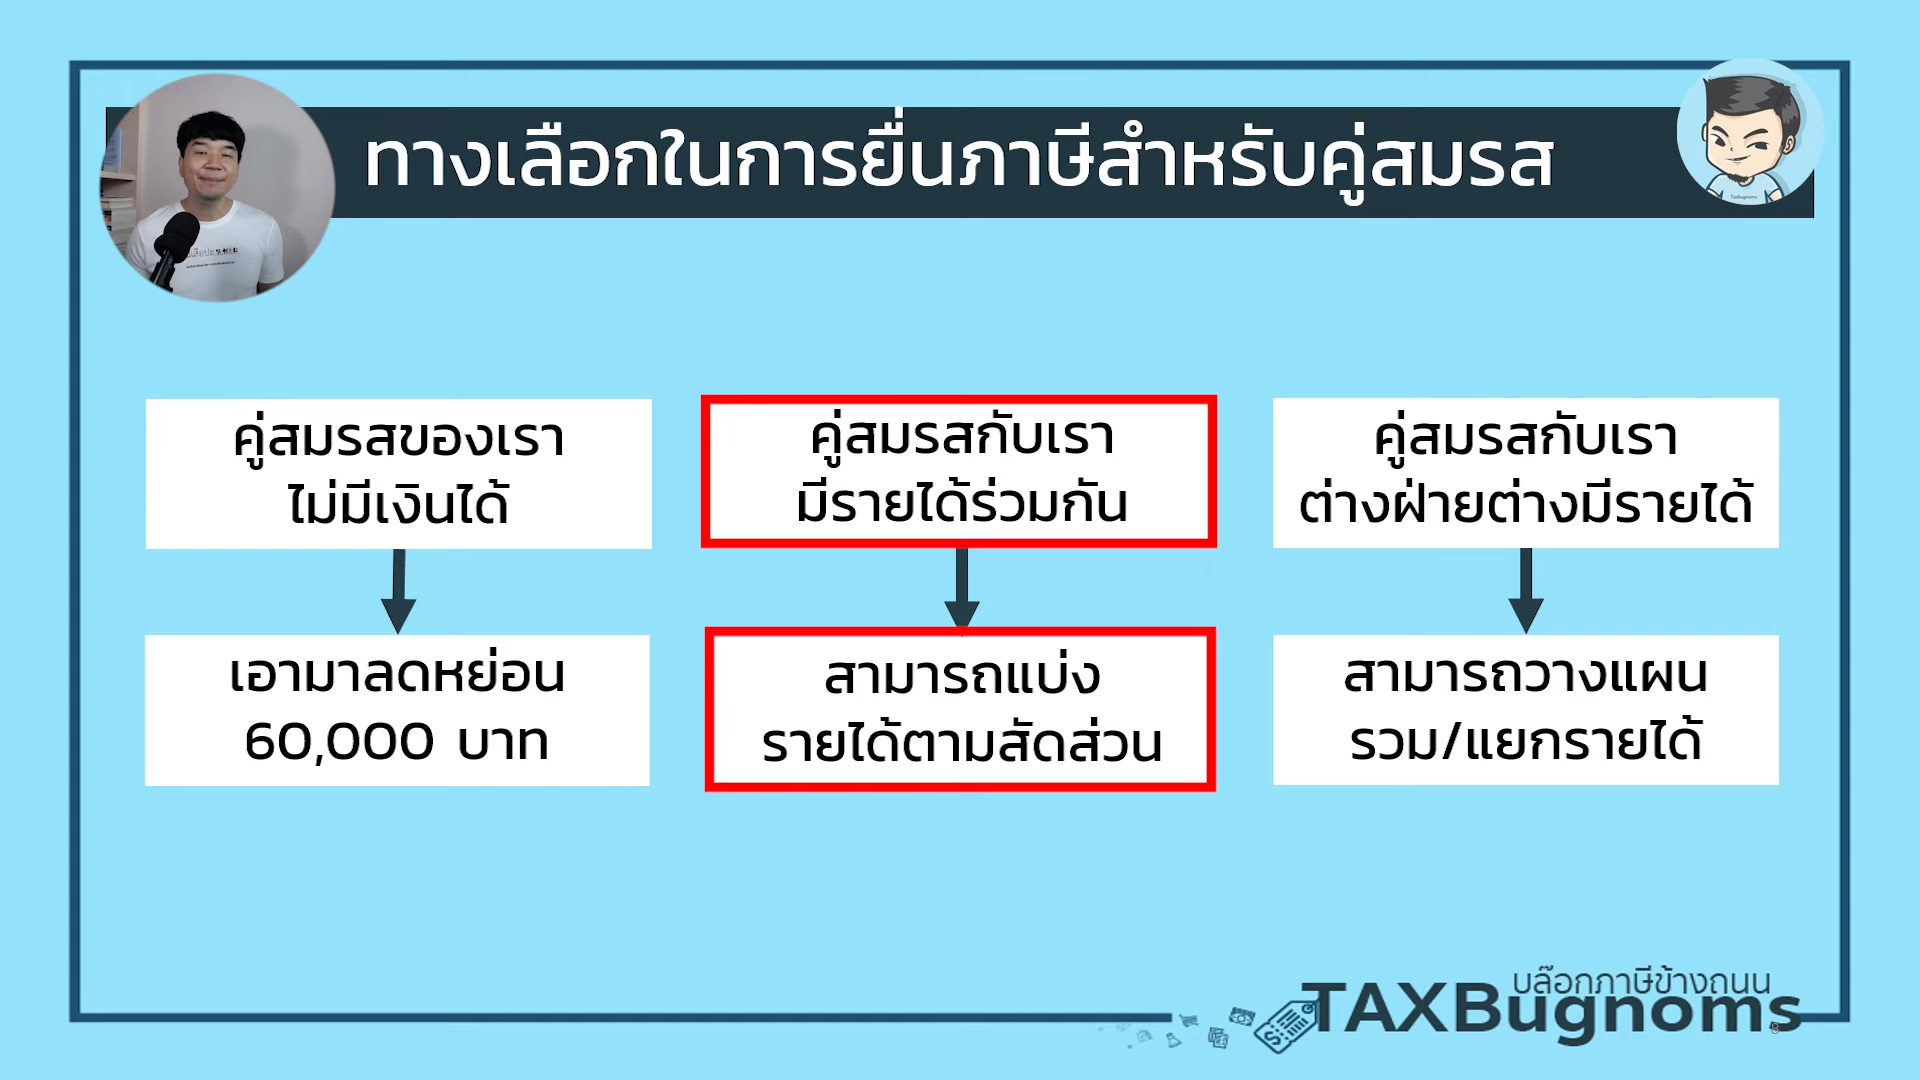 ทางเลือกในการยื่นภาษีสำหรับคู่สมรส
คู่สมรสของเรา
ไม่มีเงินได้
เอามาลดหย่อน
60,000 บาท
คู่สมรสกับเรา
มีรายได้ร่วมกัน
สามารถแบ่ง
รายได้ตามสัดส่วน
คู่สมรสกับเรา
ต่างฝ่ายต่างมีรายได้
สามารถวางแผน
รวม/แยกรายได้
บล๊อกภาษีข้างถนน
TAXBugnoms